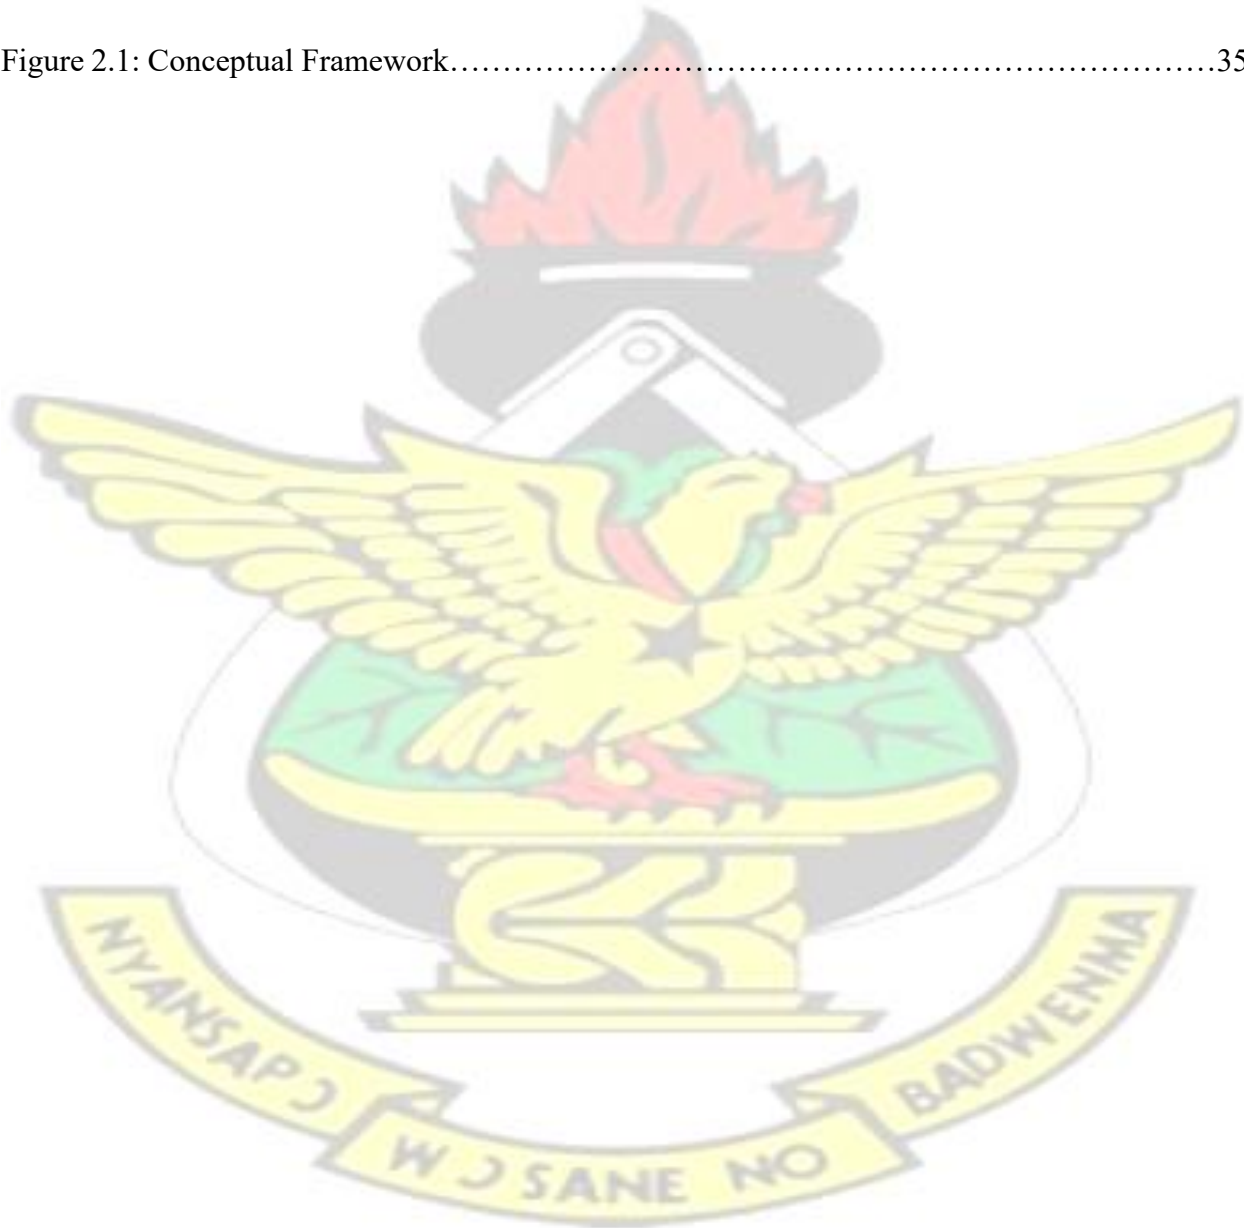 Figure 2.1: Conceptual Framework……………………………………………………………….35
NYANSAPƆ
WƆSANE NO
BADWENMA